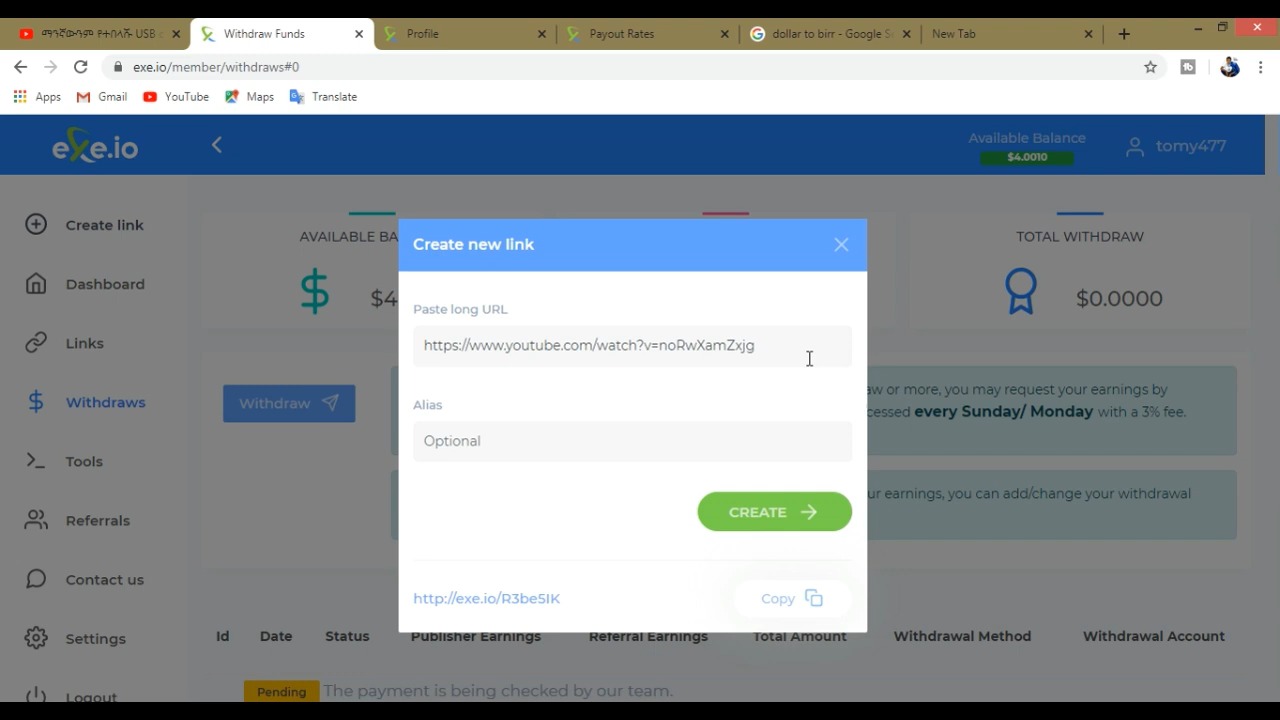 ማንኛውንም የተበላሹ USB
Withdraw Funds
Profile
Payout Rates
dollar to birr - Google S
New Tab
exe.io/member/withdraws#0
Apps
Gmail
YouTube
Maps
Translate
exe.io
Available Balance
$4.0010
tomy477
Create link
Dashboard
Links
Withdraws
Tools
Referrals
Contact us
Settings
Logout
AVAILABLE BA
$4
TOTAL WITHDRAW
$0.0000
Withdraw
aw or more, you may request your earnings by
cessed every Sunday/ Monday with a 3% fee.
ur earnings, you can add/change your withdrawal
Create new link
Paste long URL
https://www.youtube.com/watch?v=noRwXamZxjg
Alias
Optional
CREATE
http://exe.io/R3be5IK
Copy
Id Date Status Publisher Earnings Referral Earnings Total Amount Withdrawal Method Withdrawal Account
Pending The payment is being checked by our team.